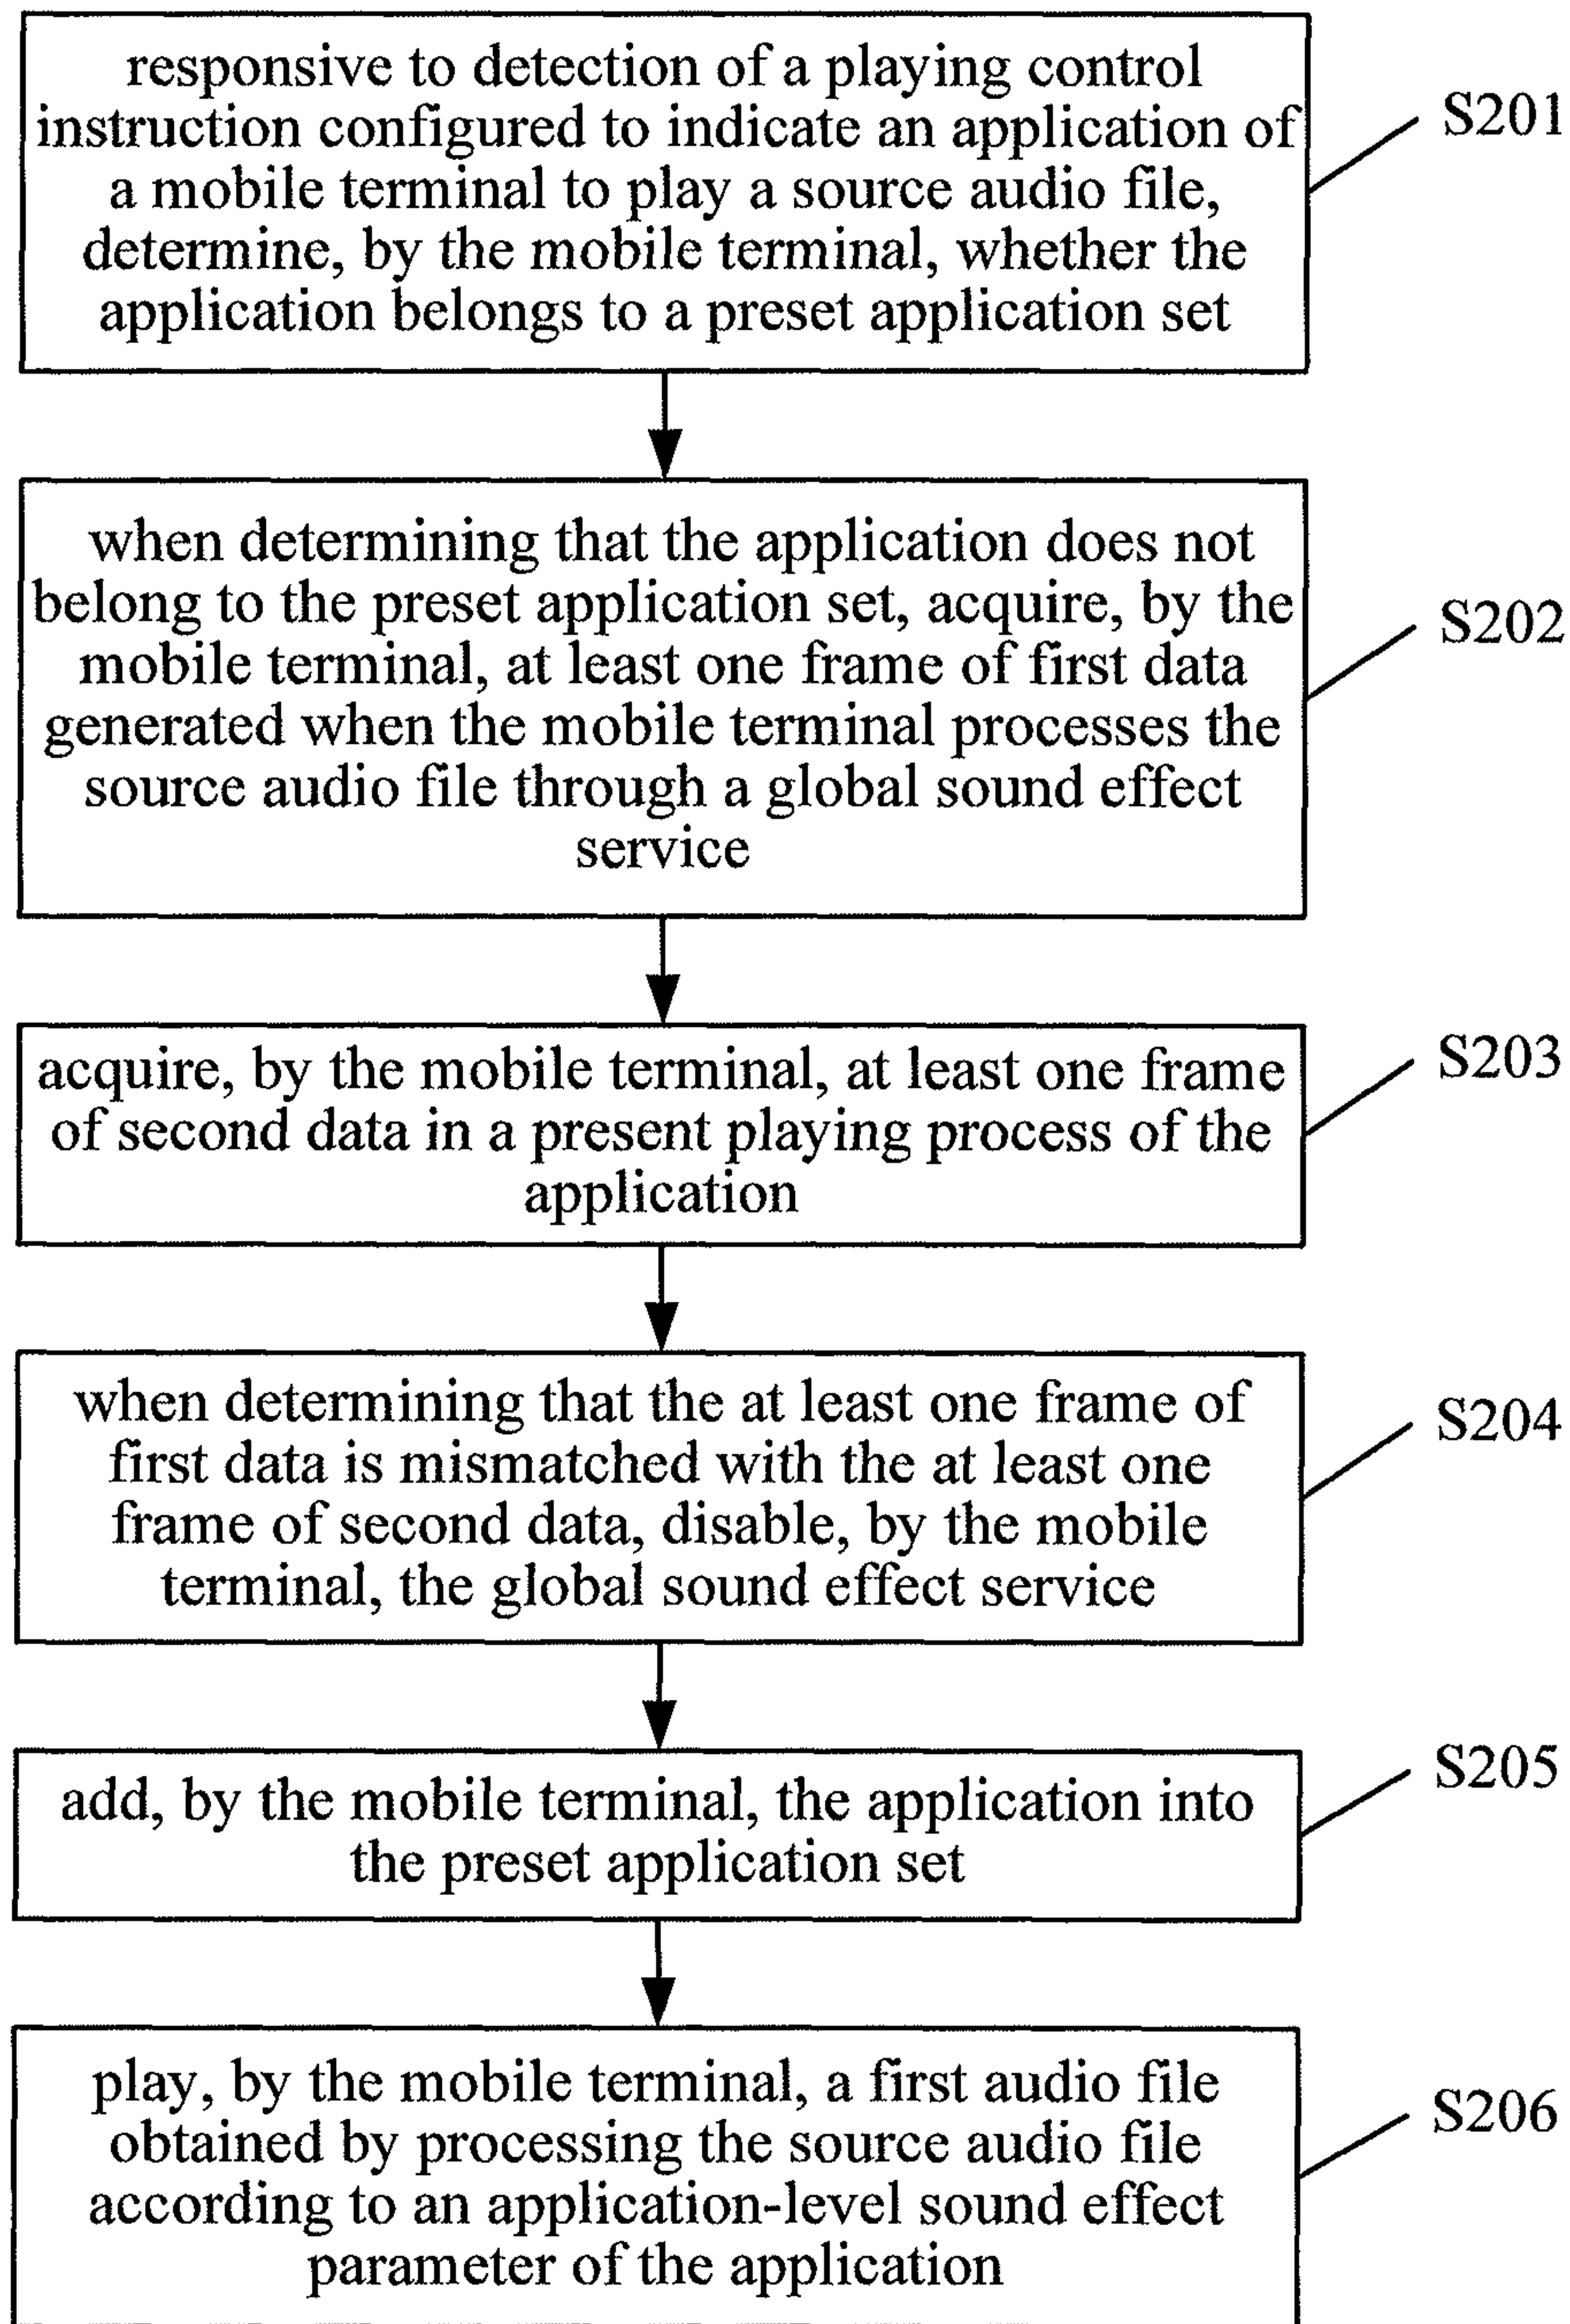 responsive to detection of a playing control
instruction configured to indicate an application of
a mobile terminal to play a source audio file,
determine, by the mobile terminal, whether the
application belongs to a preset application set
S201
when determining that the application does not
belong to the preset application set, acquire, by the
mobile terminal, at least one frame of first data
generated when the mobile terminal processes the
source audio file through a global sound effect
service
S202
acquire, by the mobile terminal, at least one frame
of second data in a present playing process of the
application
S203
when determining that the at least one frame of
first data is mismatched with the at least one
frame of second data, disable, by the mobile
terminal, the global sound effect service
S204
add, by the mobile terminal, the application into
the preset application set
S205
play, by the mobile terminal, a first audio file
obtained by processing the source audio file
according to an application-level sound effect
parameter of the application
S206